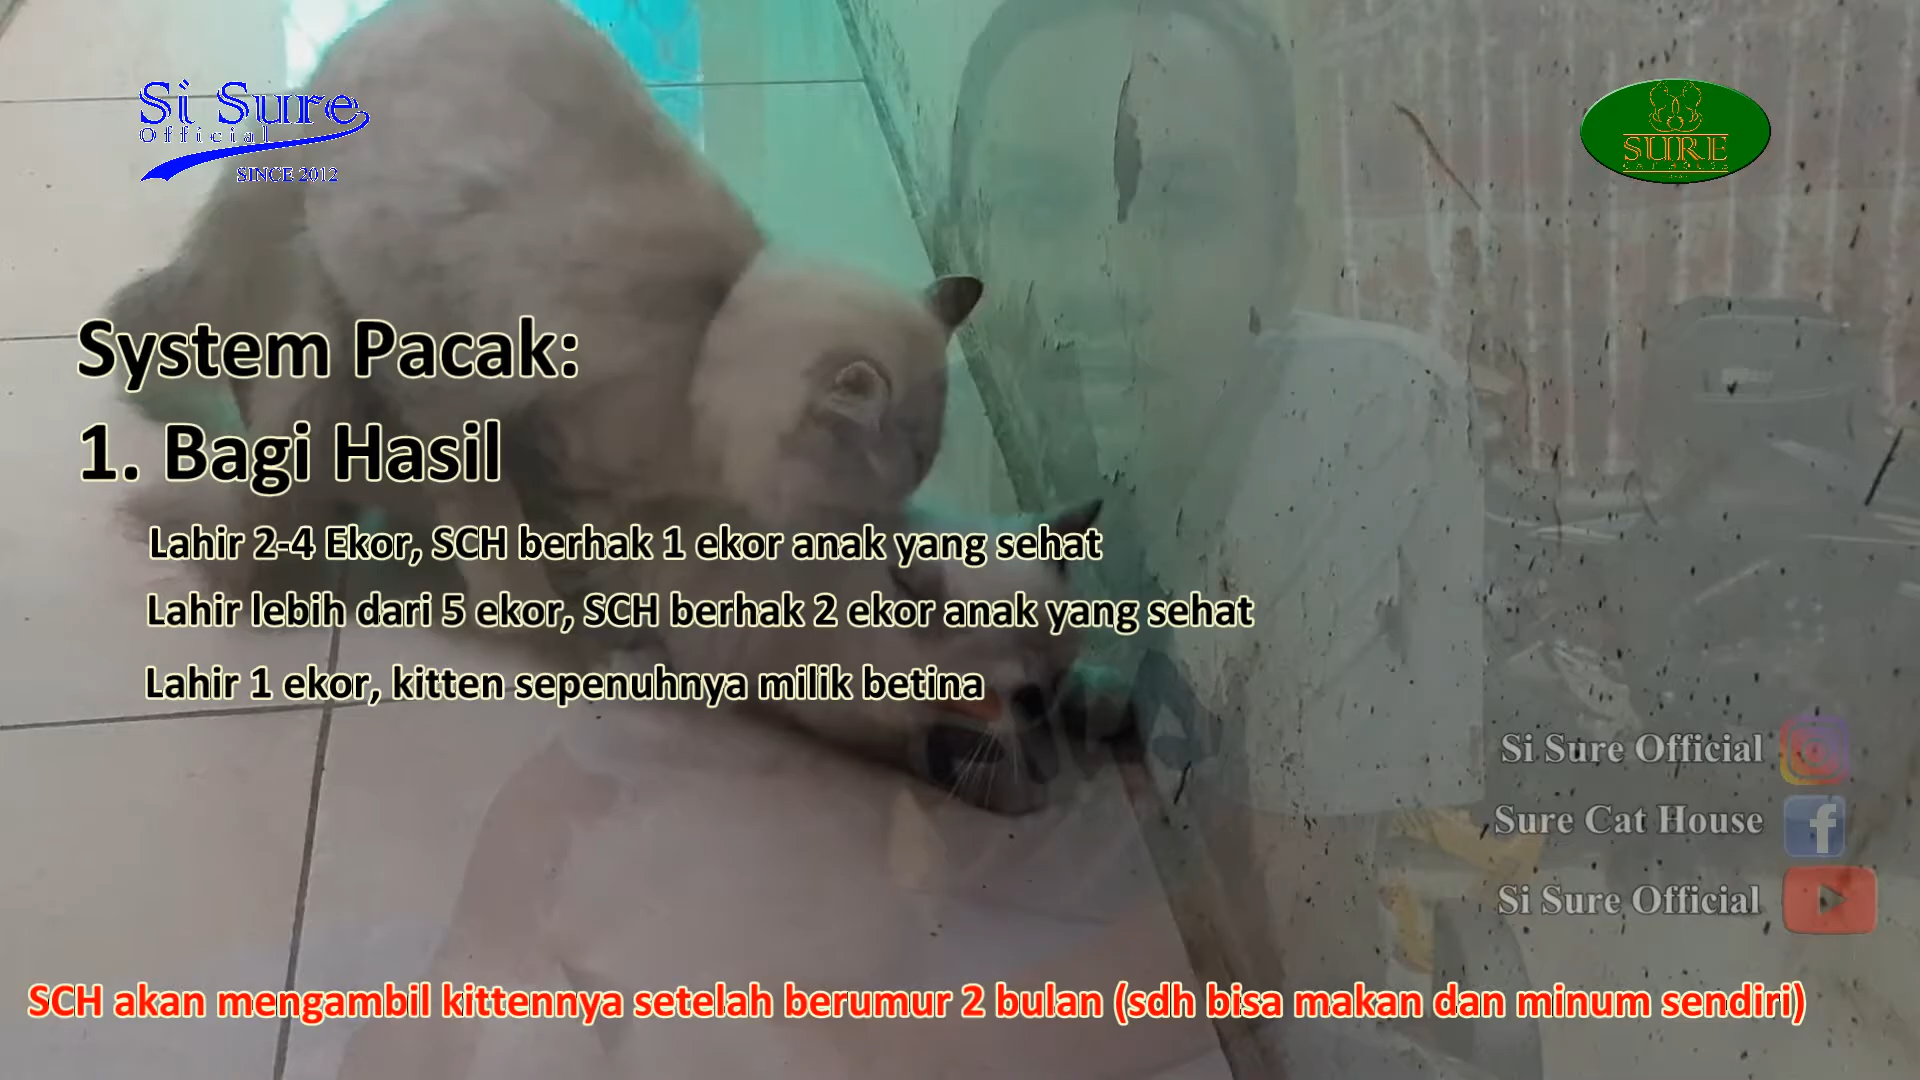 Si Sure
Official
SINCE 2012
SURE
CAT HOUSE
System Pacak:
1. Bagi Hasil
Lahir 2-4 Ekor, SCH berhak 1 ekor anak yang sehat
Lahir lebih dari 5 ekor, SCH berhak 2 ekor anak yang sehat
Lahir 1 ekor, kitten sepenuhnya milik betina
Si Sure Official
Sure Cat House
Si Sure Official
SCH akan mengambil kittennya setelah berumur 2 bulan (sdh bisa makan dan minum sendiri)